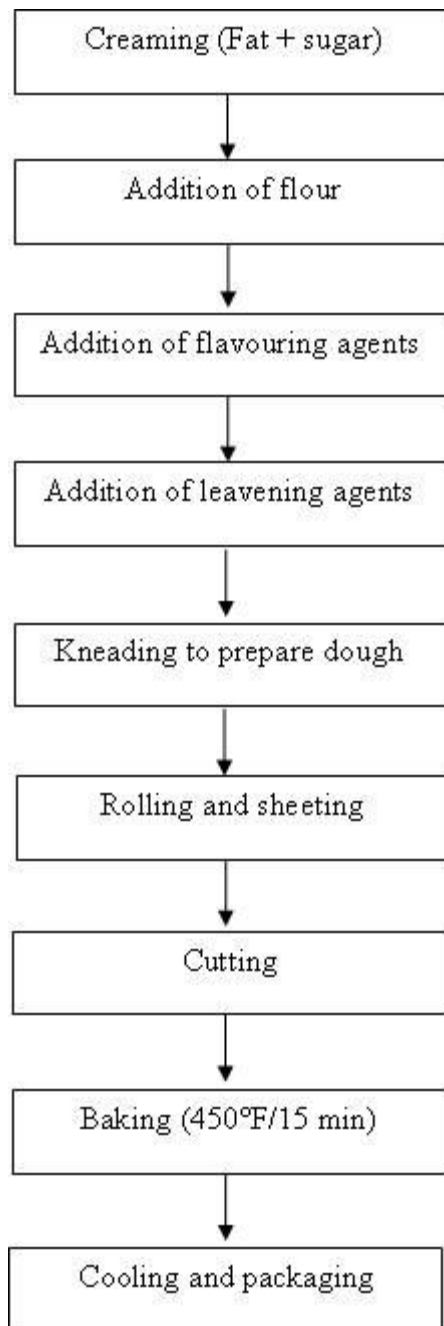 Creaming (Fat + sugar)
Addition of flour
Addition of flavouring agents
Addition of leavening agents
Kneading to prepare dough
Rolling and sheeting
Cutting
Baking (450ºF/15 min)
Cooling and packaging